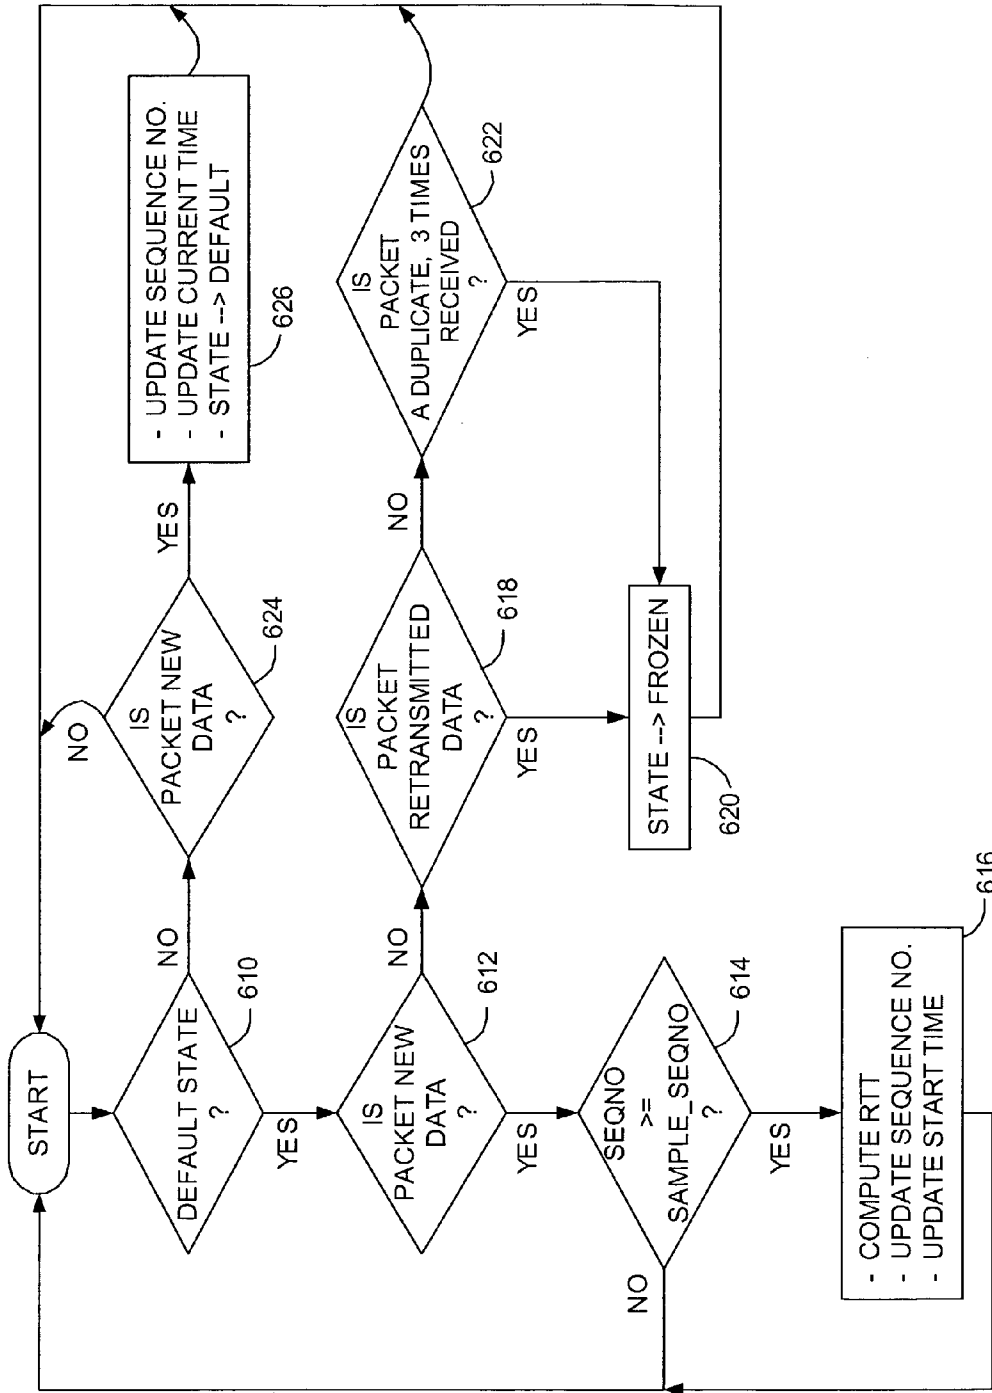 START
DEFAULT STATE
?
610
NO
YES
IS
PACKET NEW
DATA
?
624
NO
YES
- UPDATE SEQUENCE NO.
- UPDATE CURRENT TIME
- STATE --> DEFAULT
626
IS
PACKET NEW
DATA
?
612
NO
YES
IS
PACKET
RETRANSMITTED
DATA
?
618
NO
YES
IS
PACKET
A DUPLICATE, 3 TIMES
RECEIVED
?
622
YES
STATE --> FROZEN
620
SEQNO
>=
SAMPLE_SEQNO
?
614
NO
YES
- COMPUTE RTT
- UPDATE SEQUENCE NO.
- UPDATE START TIME
616